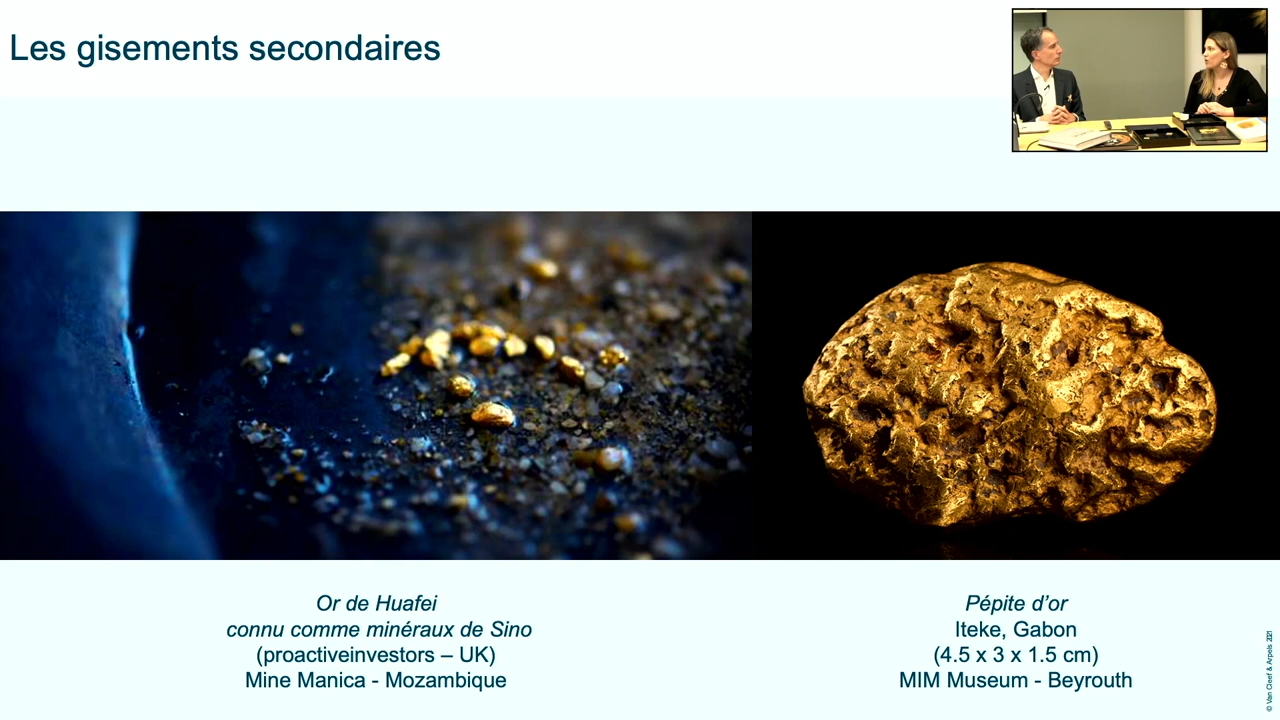 Les gisements secondaires
Or de Huafei
connu comme minéraux de Sino
(proactiveinvestors – UK)
Mine Manica - Mozambique
Pépite d’or
Iteke, Gabon
(4.5 x 3 x 1.5 cm)
MIM Museum - Beyrouth
© Van Cleef & Arpels 2021